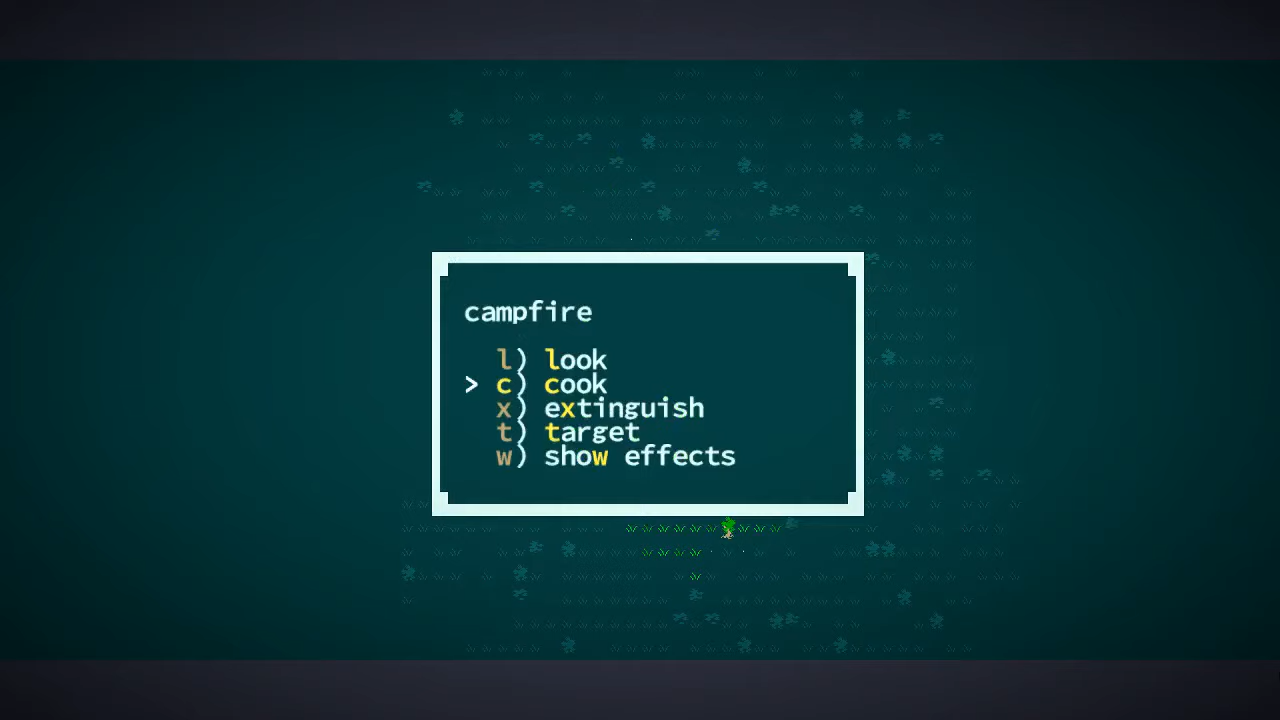 campfire
l) look
> c) cook
x) extinguish
t) target
w) show effects